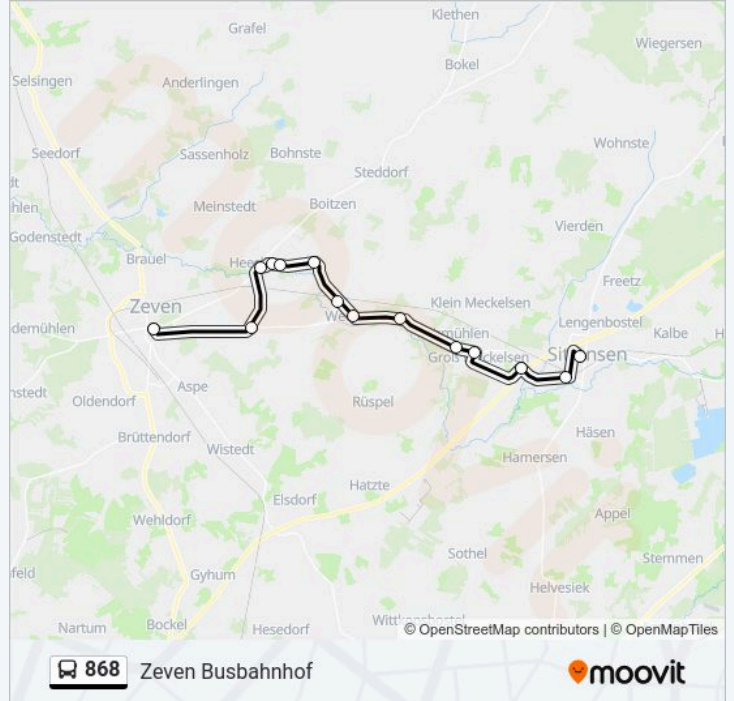 Klethen
Grafel
Wiegersen
Bokel
Selsingen
Anderlingen
Wohnste
Seedorf
Sassenholz
Bohnste
Steddorf
Meinstedt
Boitzen
Vierden
Godenstedt
Brauel
Freetz
Zeven
Klein Meckelsen
Lengenbostel
Kalbe
Aspe
Oldendorf
Rüspel
Brüttendorf
Häsen
Wistedt
Hamersen
Hatzte
Elsdorf
Appel
Wehldorf
Sothel
Stemmen
Gyhum
Helvesiek
Nartum
Bockel
Hesedorf
© OpenStreetMap contributors | © OpenMapTiles
868 Zeven Busbahnhof
moovit